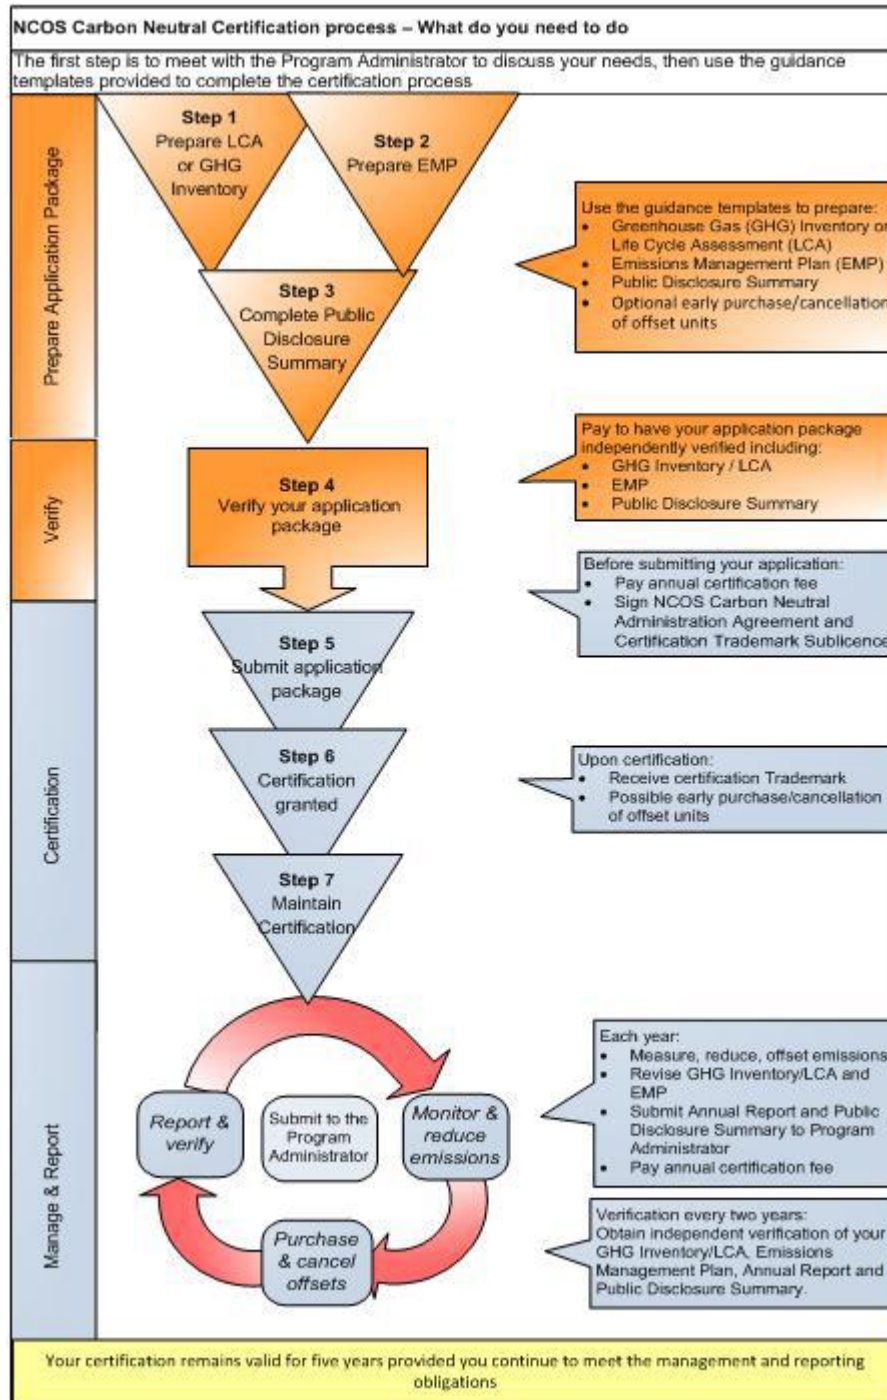 NCOS Carbon Neutral Certification process – What do you need to do
The first step is to meet with the Program Administrator to discuss your needs, then use the guidance
templates provided to complete the certification process
Prepare Application Package
Step 1
Prepare LCA
or GHG
Inventory
Step 2
Prepare EMP
Step 3
Complete Public
Disclosure
Summary
Use the guidance templates to prepare:
• Greenhouse Gas (GHG) Inventory or
Life Cycle Assessment (LCA)
• Emissions Management Plan (EMP)
• Public Disclosure Summary
• Optional early purchase/cancellation
of offset units
Verify
Step 4
Verify your application
package
Pay to have your application package
independently verified including:
• GHG Inventory / LCA
• EMP
• Public Disclosure Summary
Before submitting your application:
• Pay annual certification fee
• Sign NCOS Carbon Neutral
Administration Agreement and
Certification Trademark Sublicence
Certification
Step 5
Submit application
package
Step 6
Certification
granted
Upon certification:
• Receive certification Trademark
• Possible early purchase/cancellation
of offset units
Step 7
Maintain
Certification
Manage & Report
Report &
verify
Submit to the
Program
Administrator
Monitor &
reduce
emissions
Purchase
& cancel
offsets
Each year:
• Measure, reduce, offset emissions
• Revise GHG Inventory/LCA and
EMP
• Submit Annual Report and Public
Disclosure Summary to Program
Administrator
• Pay annual certification fee
Verification every two years:
Obtain independent verification of your
GHG Inventory/LCA, Emissions
Management Plan, Annual Report and
Public Disclosure Summary.
Your certification remains valid for five years provided you continue to meet the management and reporting
obligations